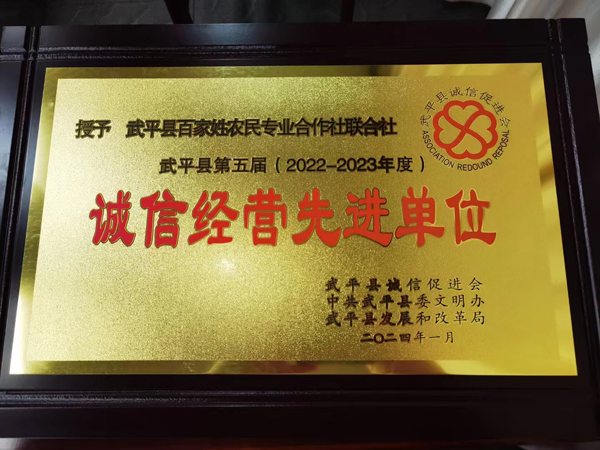 武平县诚信促进会
ASSOCIATION REDOUND REPOSAL
授予 武平县百家姓农民专业合作社联合社
武平县第五届（2022-2023年度）
诚信经营先进单位
武平县诚信促进会
中共武平县委文明办
武平县发展和改革局
二〇二四年一月